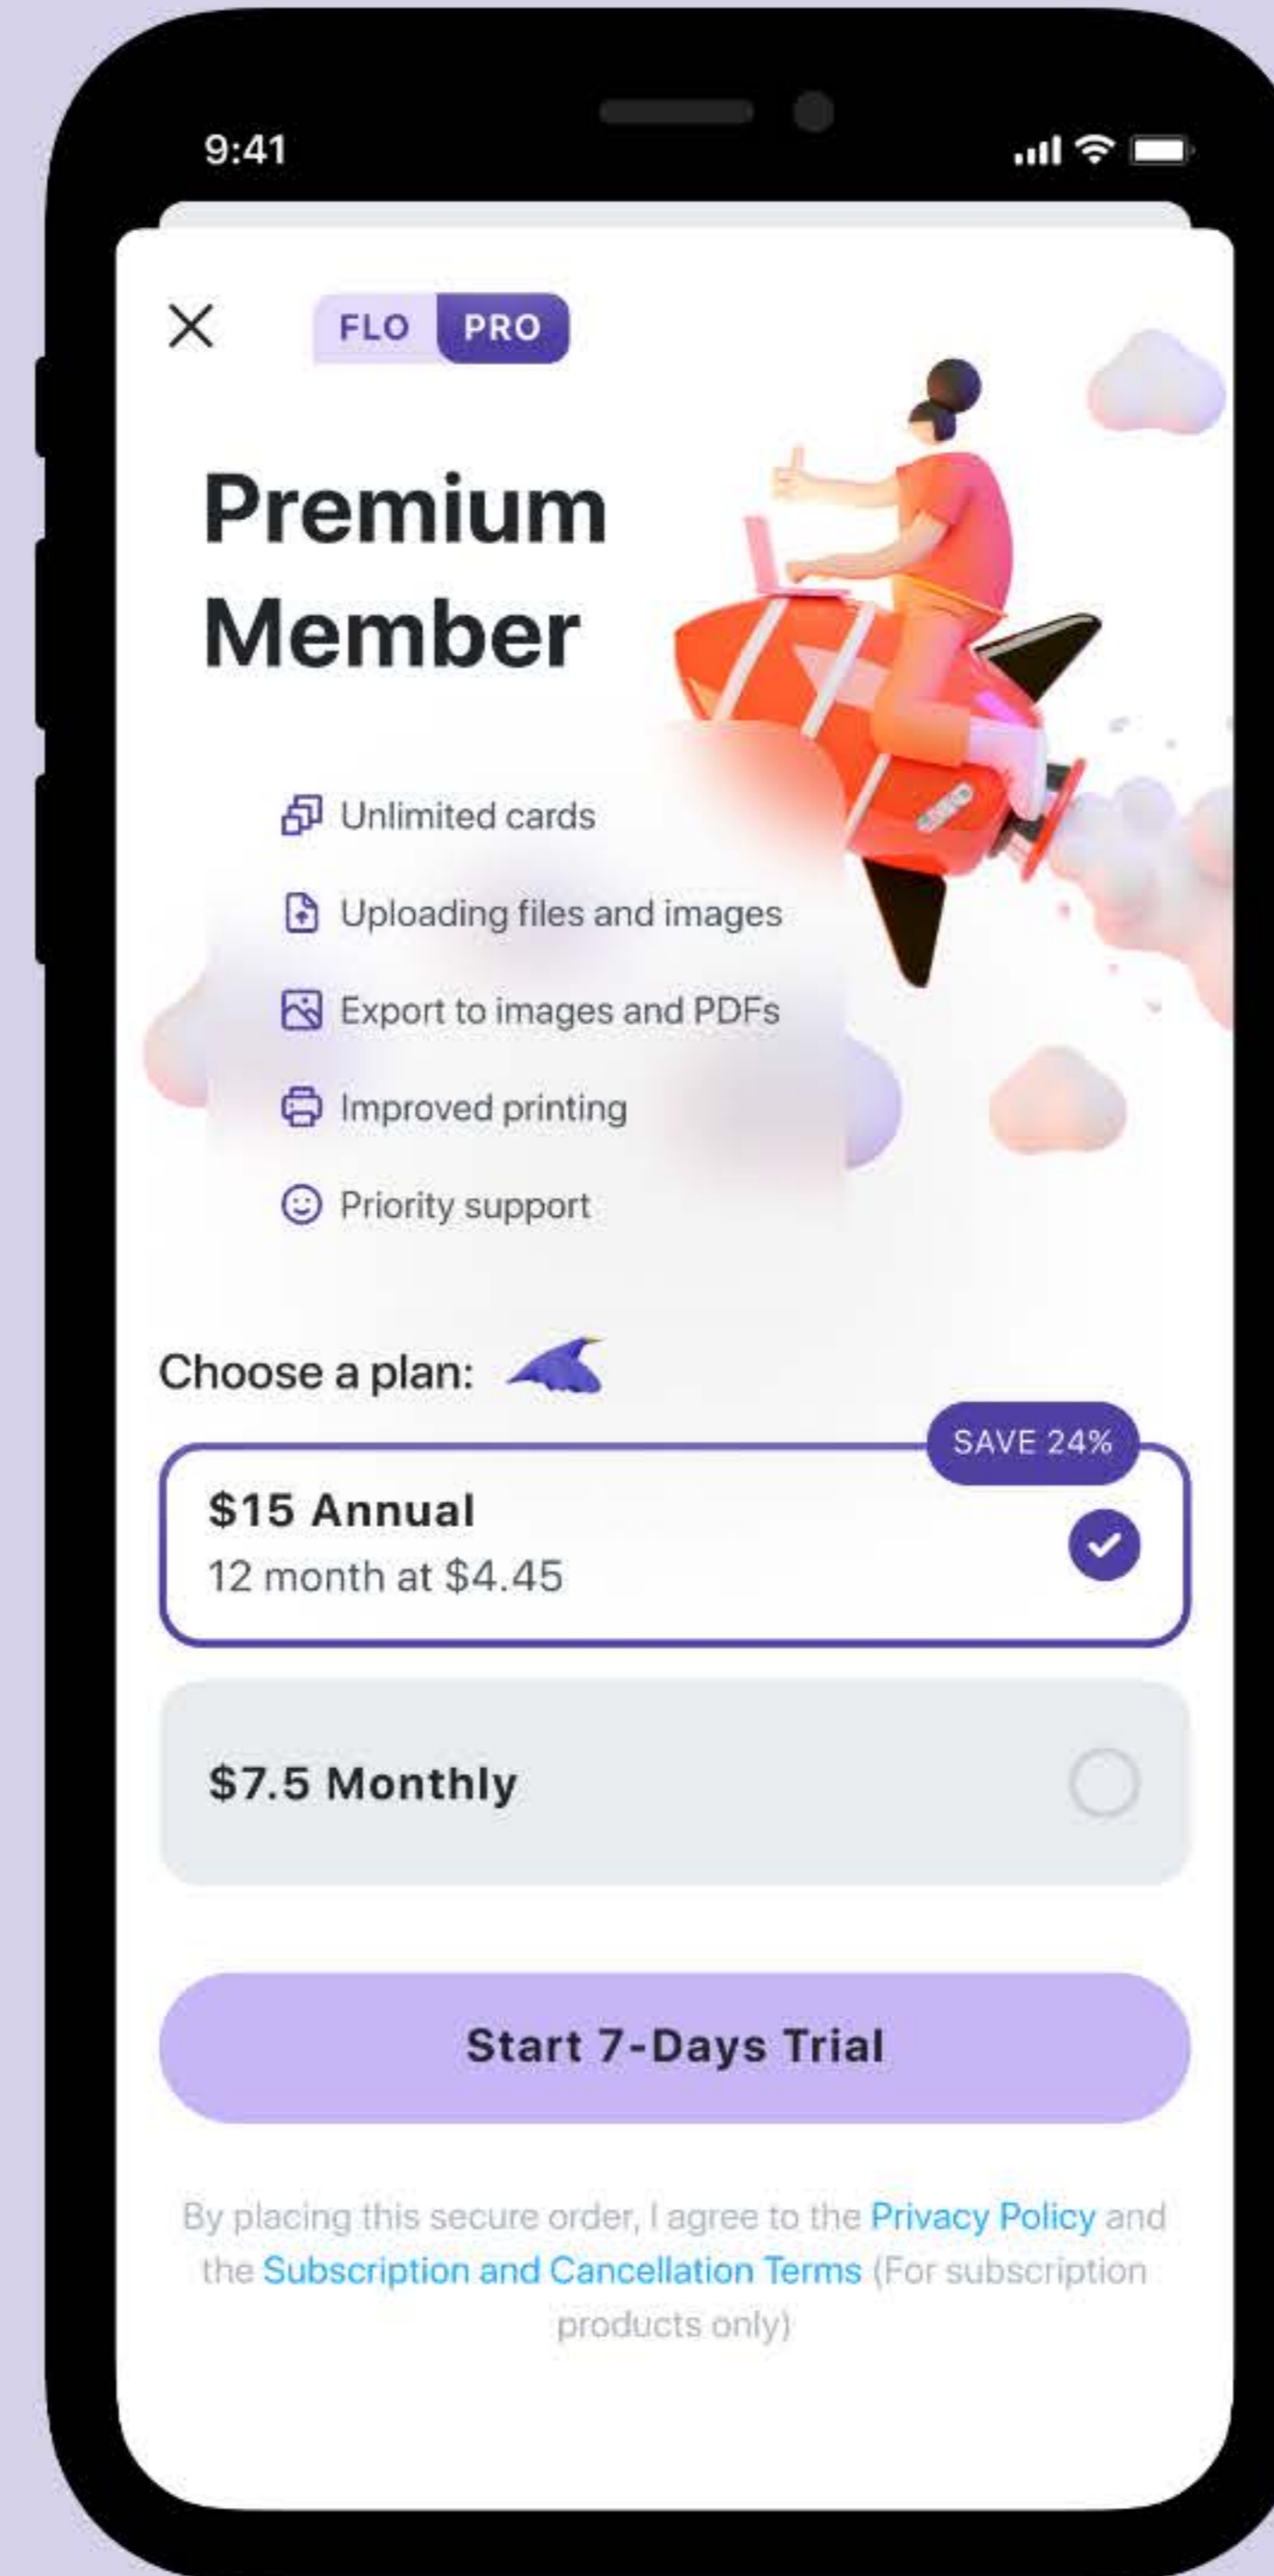 9:41
FLO PRO
Premium
Member
Unlimited cards
Uploading files and images
Export to images and PDFs
Improved printing
Priority support
Choose a plan:
SAVE 24%
$15 Annual
12 month at $4.45
$7.5 Monthly
Start 7-Days Trial
By placing this secure order, I agree to the Privacy Policy and
the Subscription and Cancellation Terms (For subscription
products only)